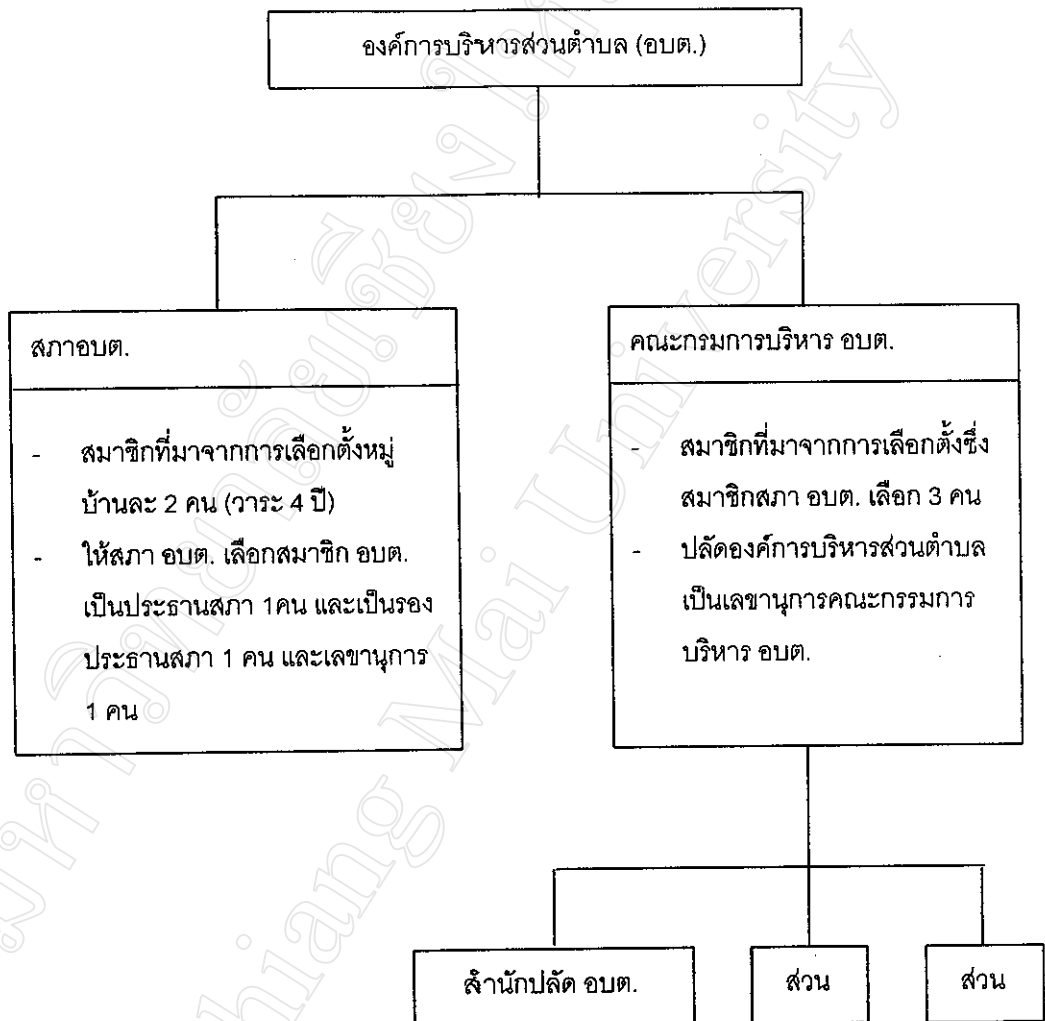 องค์การบริหารส่วนตำบล (อบต.)
สภาอบต.
- สมาชิกที่มาจากการเลือกตั้งหมู่
บ้านละ 2 คน (วาระ 4 ปี)
- ให้สภา อบต. เลือกสมาชิก อบต.
เป็นประธานสภา 1คน และเป็นรอง
ประธานสภา 1 คน และเลขานุการ
1 คน
คณะกรมการบริหาร อบต.
- สมาชิกที่มาจากการเลือกตั้งซึ่ง
สมาชิกสภา อบต. เลือก 3 คน
- ปลัดองค์การบริหารส่วนตำบล
เป็นเลขานุการคณะกรรมการ
บริหาร อบต.
สำนักปลัด อบต.
ส่วน
ส่วน
Chiang Mai University